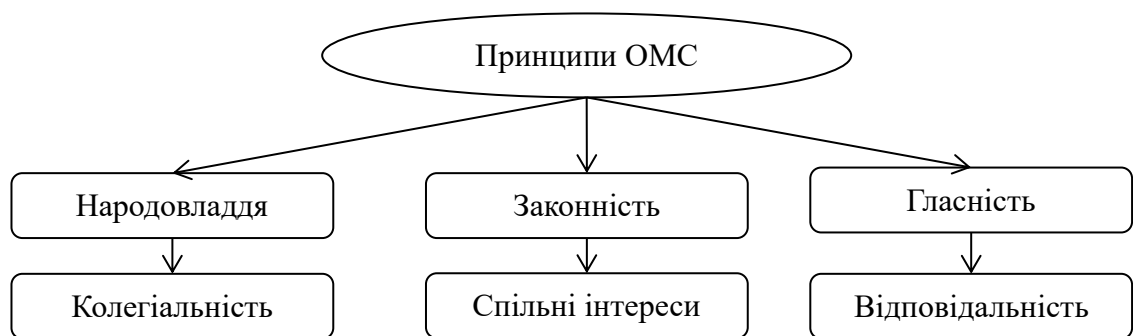 Принципи ОМС
Народовладдя
Законність
Гласність
Колегіальність
Спільні інтереси
Відповідальність